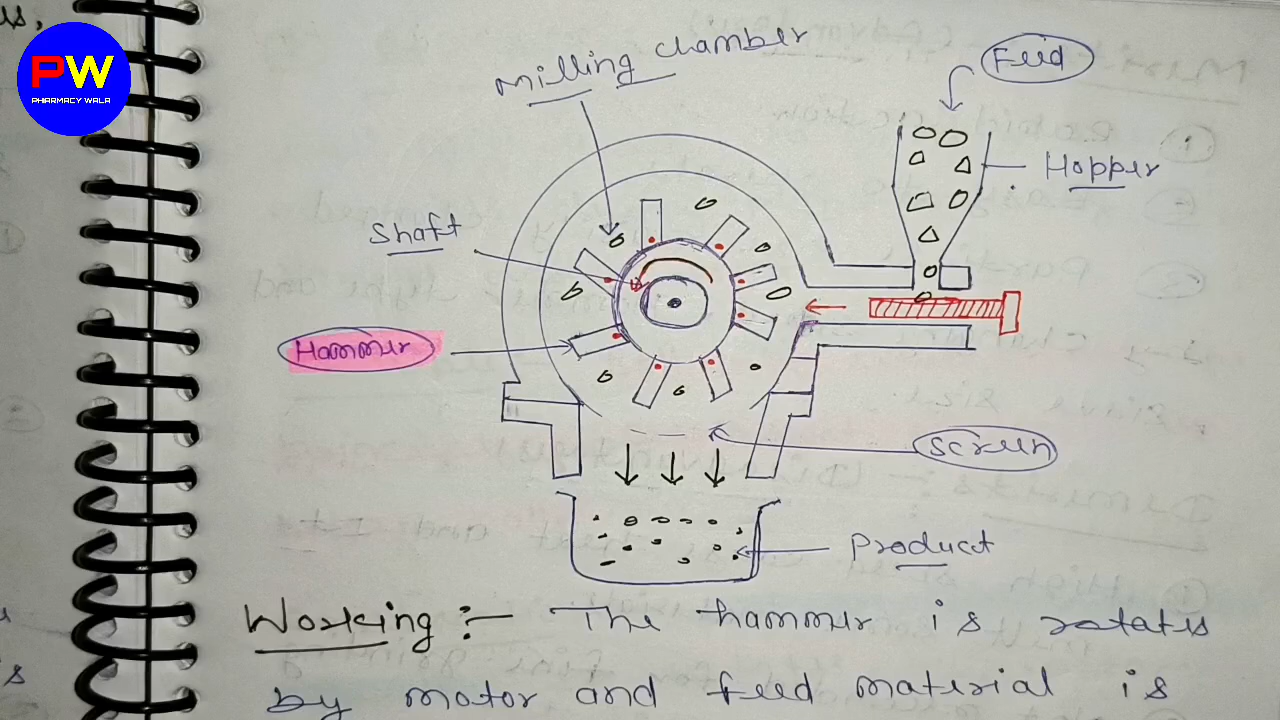 s.
PW
PHARMACY WALA
Milling chamber
Feed
Hopper
Shaft
Hammer
Screen
Product
Working :- The hammer is rotates
by motor and feed material is
s